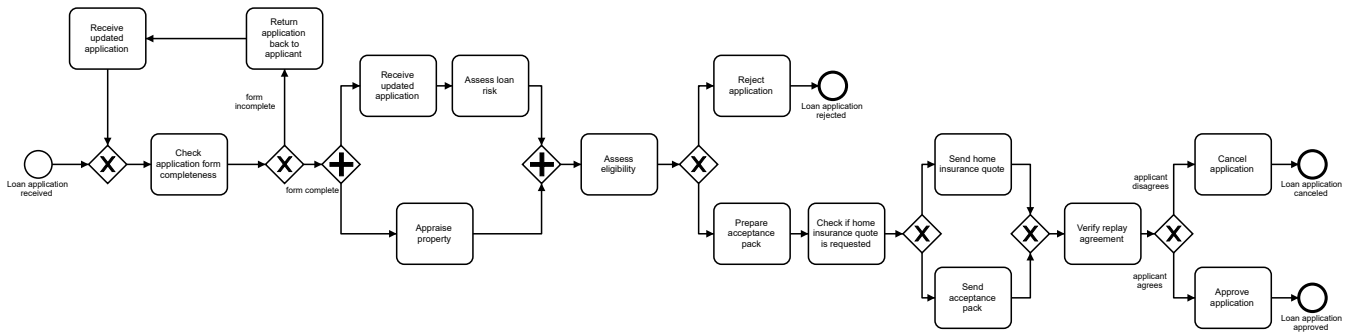 Receive
updated
application
Return
application
back to
applicant
form
incomplete
Receive
updated
application
Assess loan
risk
Reject
application
Loan application
rejected
Loan application
received
Check
application form
completeness
form complete
Appraise
property
Assess
eligibility
Prepare
acceptance
pack
Check if home
insurance quote
is requested
Send home
insurance quote
Send
acceptance
pack
Verify replay
agreement
applicant
disagrees
applicant
agrees
Cancel
application
Loan application
canceled
Approve
application
Loan application
approved